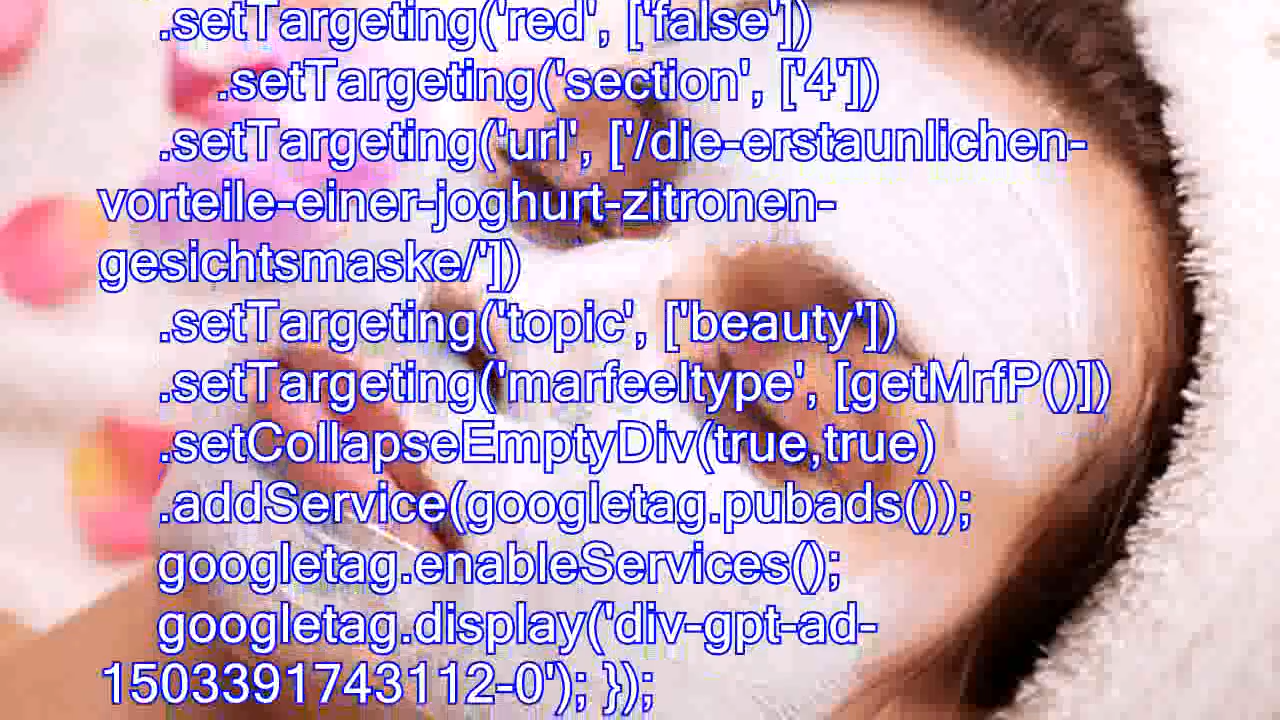 .setTargeting('red', ['false'])
.setTargeting('section', ['4'])
.setTargeting('url', ['/die-erstaunlichen-
vorteile-einer-joghurt-zitronen-
gesichtsmaske/'])
.setTargeting('topic', ['beauty'])
.setTargeting('marfeeltype', [getMrfP()])
.setCollapseEmptyDiv(true,true)
.addService(googletag.pubads());
googletag.enableServices();
googletag.display('div-gpt-ad-
1503391743112-0'); });